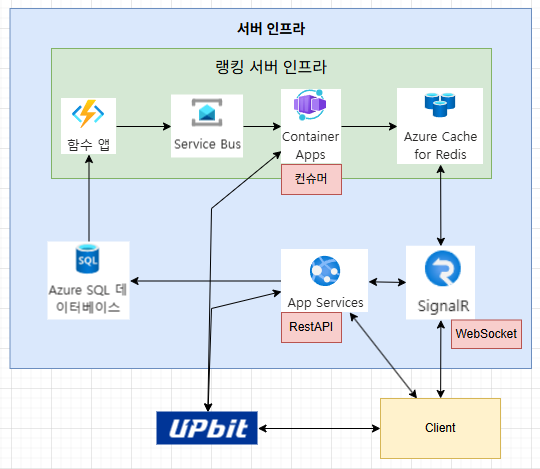 서버 인프라
랭킹 서버 인프라
함수 앱
Service Bus
Container
Apps
컨슈머
Azure Cache
for Redis
SQL
Azure SQL 데
이터베이스
App Services
RestAPI
SignalR
WebSocket
UPbit
Client